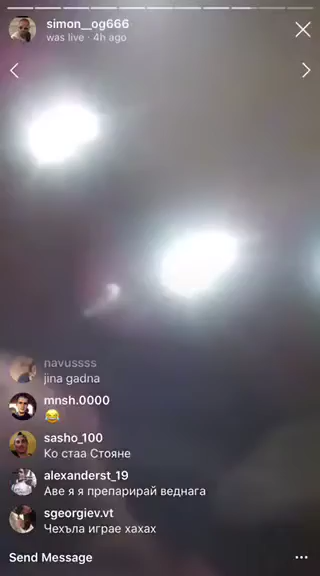 simon__og666
was live · 4h ago
navussss
jina gadna
mnsh.0000
😂
sasho_100
Ко стаа Стояне
alexanderst_19
Аве я я препарирай веднага
sgeorgiev.vt
Чехъла играе хахах
Send Message